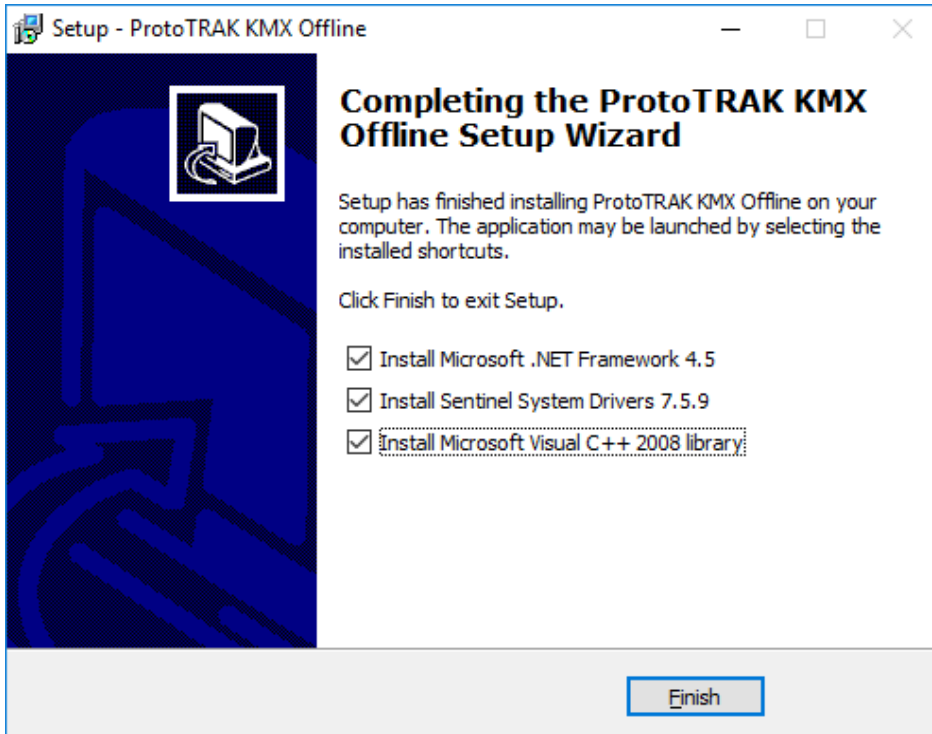 Setup - ProtoTRAK KMX Offline
Completing the ProtoTRAK KMX
Offline Setup Wizard
Setup has finished installing ProtoTRAK KMX Offline on your
computer. The application may be launched by selecting the
installed shortcuts.
Click Finish to exit Setup.
Install Microsoft .NET Framework 4.5
Install Sentinel System Drivers 7.5.9
Install Microsoft Visual C++ 2008 library
Finish